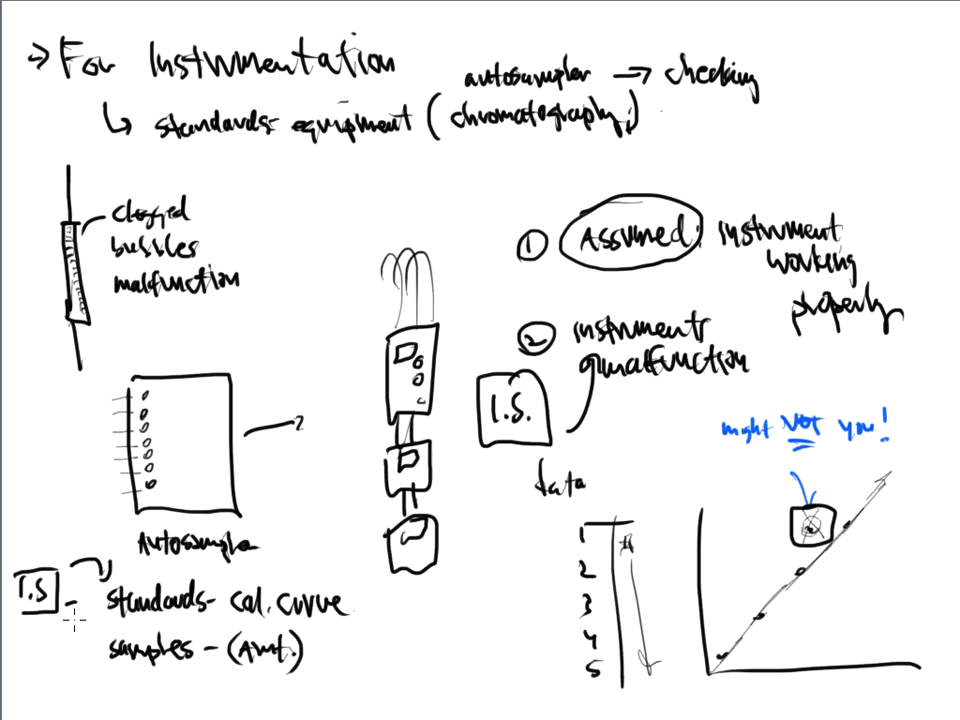 → For Instrumentation
autosampler → checking
↳ standards - equipment (chromatography)
clogged
bubbles
malfunction
① Assumed: instrument
working
properly
② instruments
malfunction
I.S.
might NOT you!
data
1
2
3
4
5
Autosampler
I.S - standards - cal. curve
samples - (Amt.)